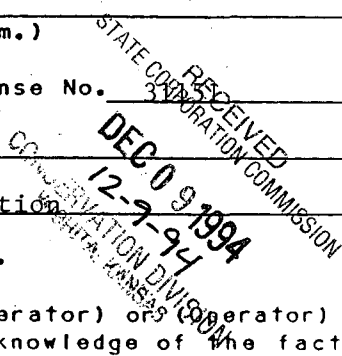 m.)
nse No.
RECEIVED
STATE CORPORATION COMMISSION
DEC 09 1994
12-9-94
CONSERVATION DIVISION
WICHITA, KANSAS
tion
erator) or (operator)
knowledge of the fact